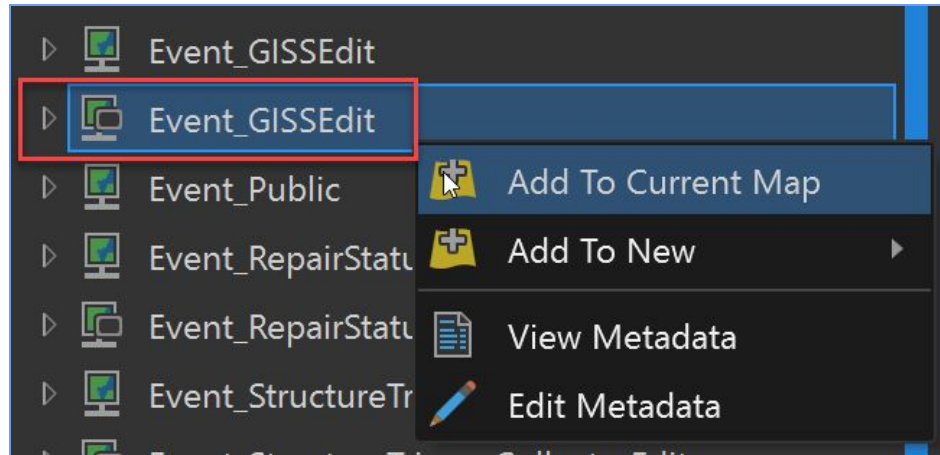 Event_GISSEdit
Event_GISSEdit
Event_Public
Add To Current Map
Event_RepairStatu
Add To New
Event_RepairStatu
View Metadata
Event_StructureTr
Edit Metadata